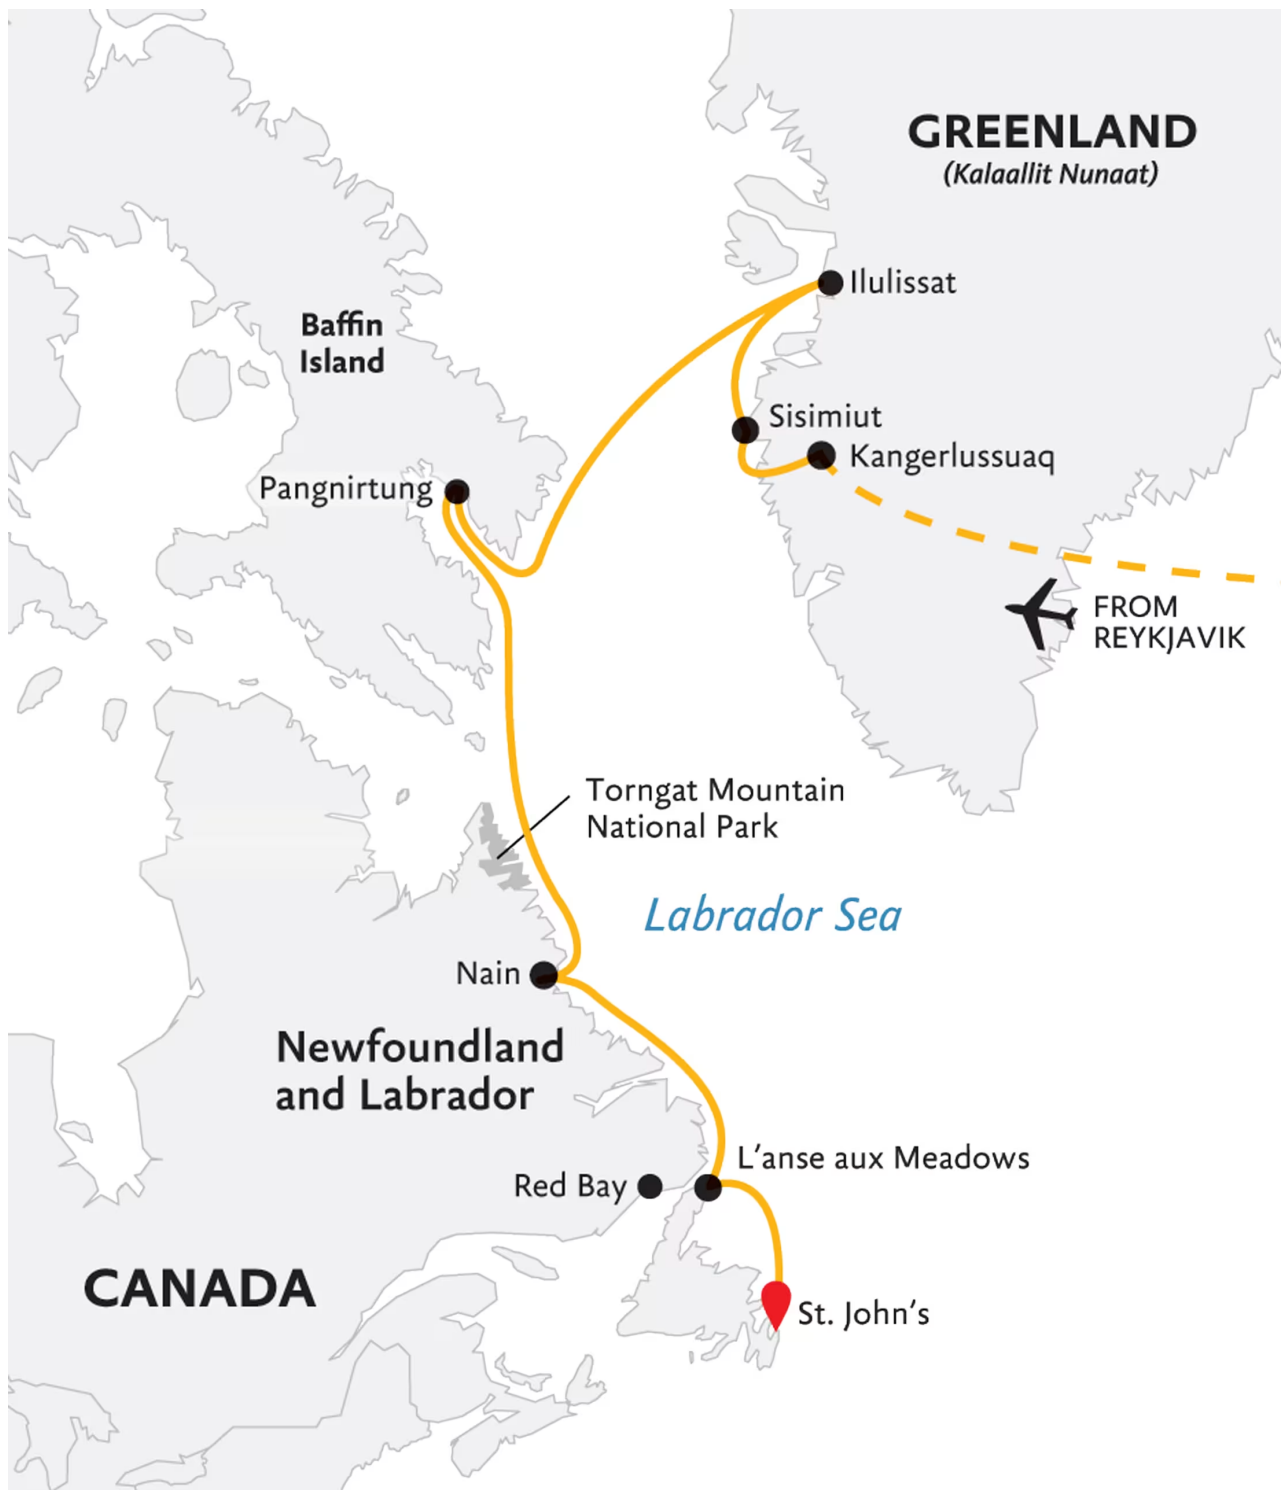 GREENLAND
(Kalaallit Nunaat)
Ilulissat
Baffin
Island
Sisimiut
Kangerlussuaq
Pangnirtung
FROM
REYKJAVIK
Torngat Mountain
National Park
Labrador Sea
Nain
Newfoundland
and Labrador
L'anse aux Meadows
Red Bay
CANADA
St. John's